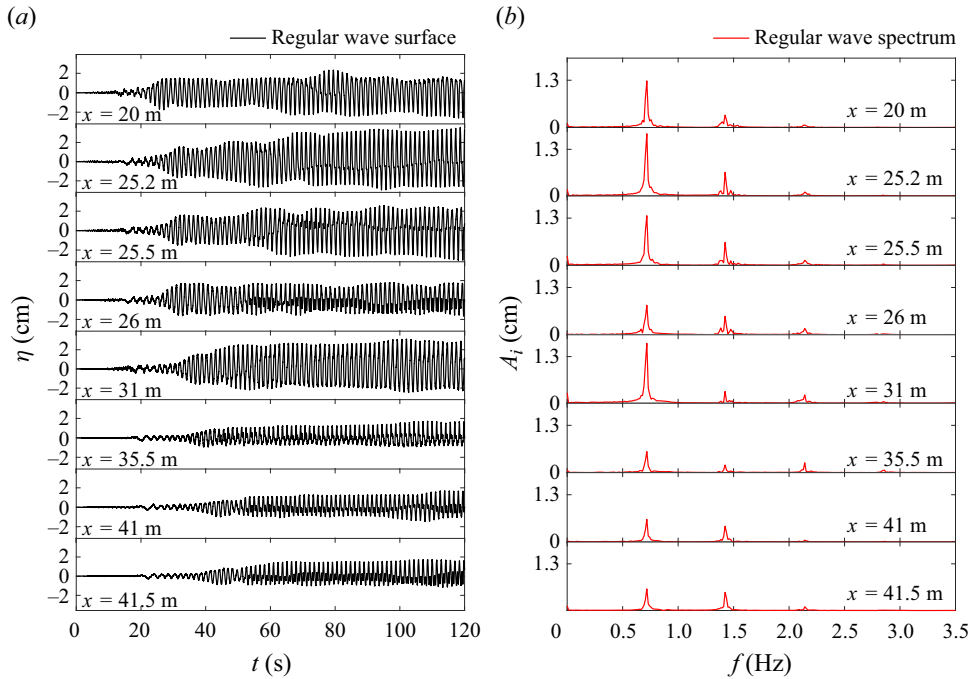 (a)
Regular wave surface
2
0
−2
x = 20 m
2
0
−2
x = 25.2 m
2
0
−2
x = 25.5 m
2
0
−2
x = 26 m
2
0
−2
x = 31 m
2
0
−2
x = 35.5 m
2
0
−2
x = 41 m
2
0
−2
x = 41.5 m
η (cm)
0 20 40 60 80 100 120
t (s)
(b)
Regular wave spectrum
1.3
0
x = 20 m
1.3
0
x = 25.2 m
1.3
0
x = 25.5 m
1.3
0
x = 26 m
1.3
0
x = 31 m
1.3
0
x = 35.5 m
1.3
0
x = 41 m
1.3
x = 41.5 m
A_i (cm)
0 0.5 1.0 1.5 2.0 2.5 3.0 3.5
f (Hz)